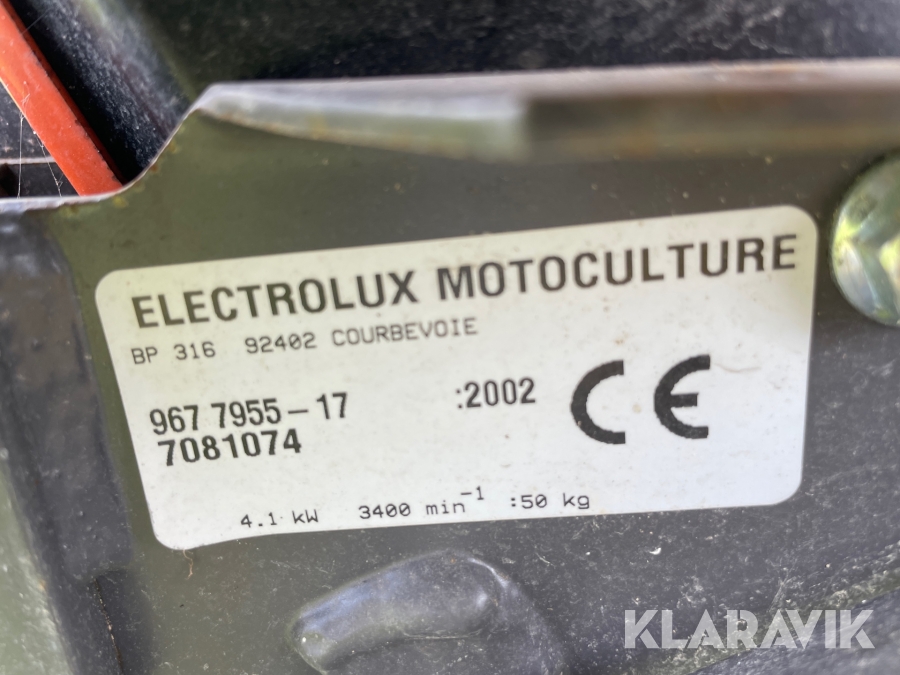 KLARAVIK
ELECTROLUX MOTOCULTURE
BP 316 92402 COURBEVOIE
967 7955-17 :2002 CE
7081074
4.1 kW 3400 min-1 :50 kg
KLARAVIK